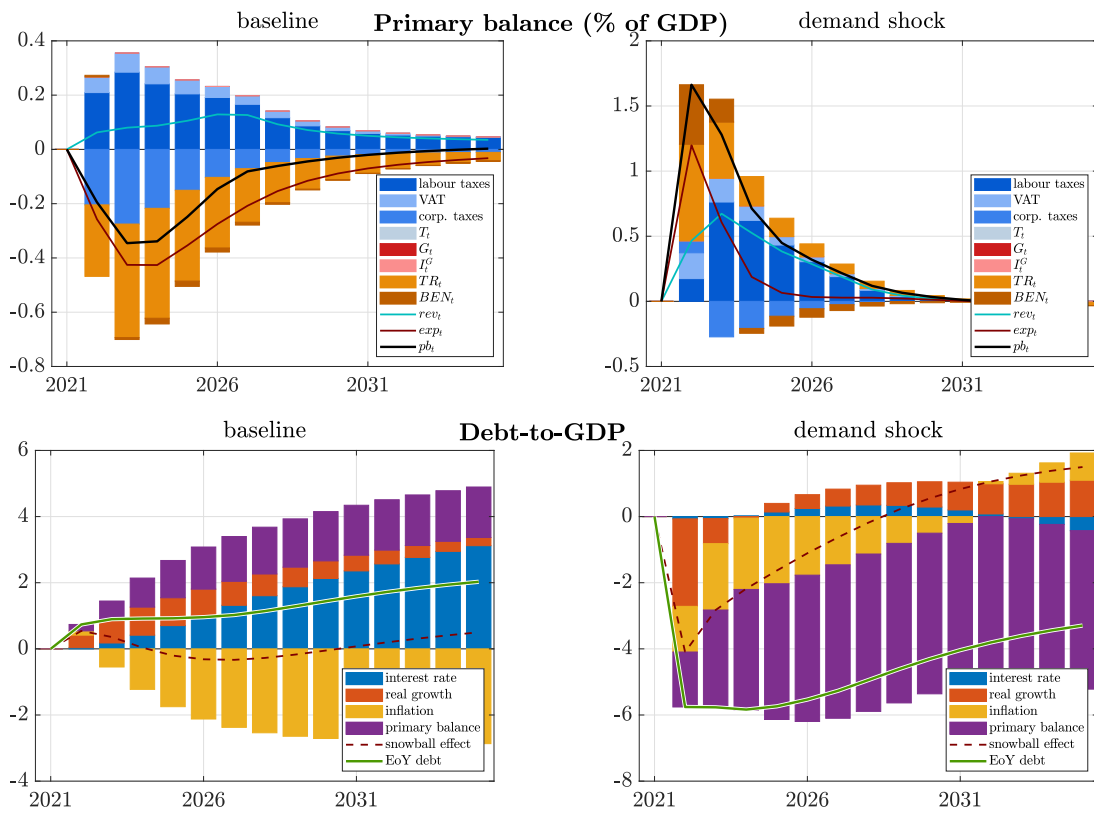 Primary balance (% of GDP)
baseline
demand shock
0.4
0.2
0
-0.2
-0.4
-0.6
-0.8
2021
2026
2031
labour taxes
VAT
corp. taxes
T_t
G_t
I_t^G
TR_t
BEN_t
rev_t
exp_t
pb_t
2
1.5
1
0.5
0
-0.5
2021
2026
2031
labour taxes
VAT
corp. taxes
T_t
G_t
I_t^G
TR_t
BEN_t
rev_t
exp_t
pb_t
Debt-to-GDP
baseline
demand shock
6
4
2
0
-2
-4
2021
2026
2031
interest rate
real growth
inflation
primary balance
snowball effect
EoY debt
2
0
-2
-4
-6
-8
2021
2026
2031
interest rate
real growth
inflation
primary balance
snowball effect
EoY debt